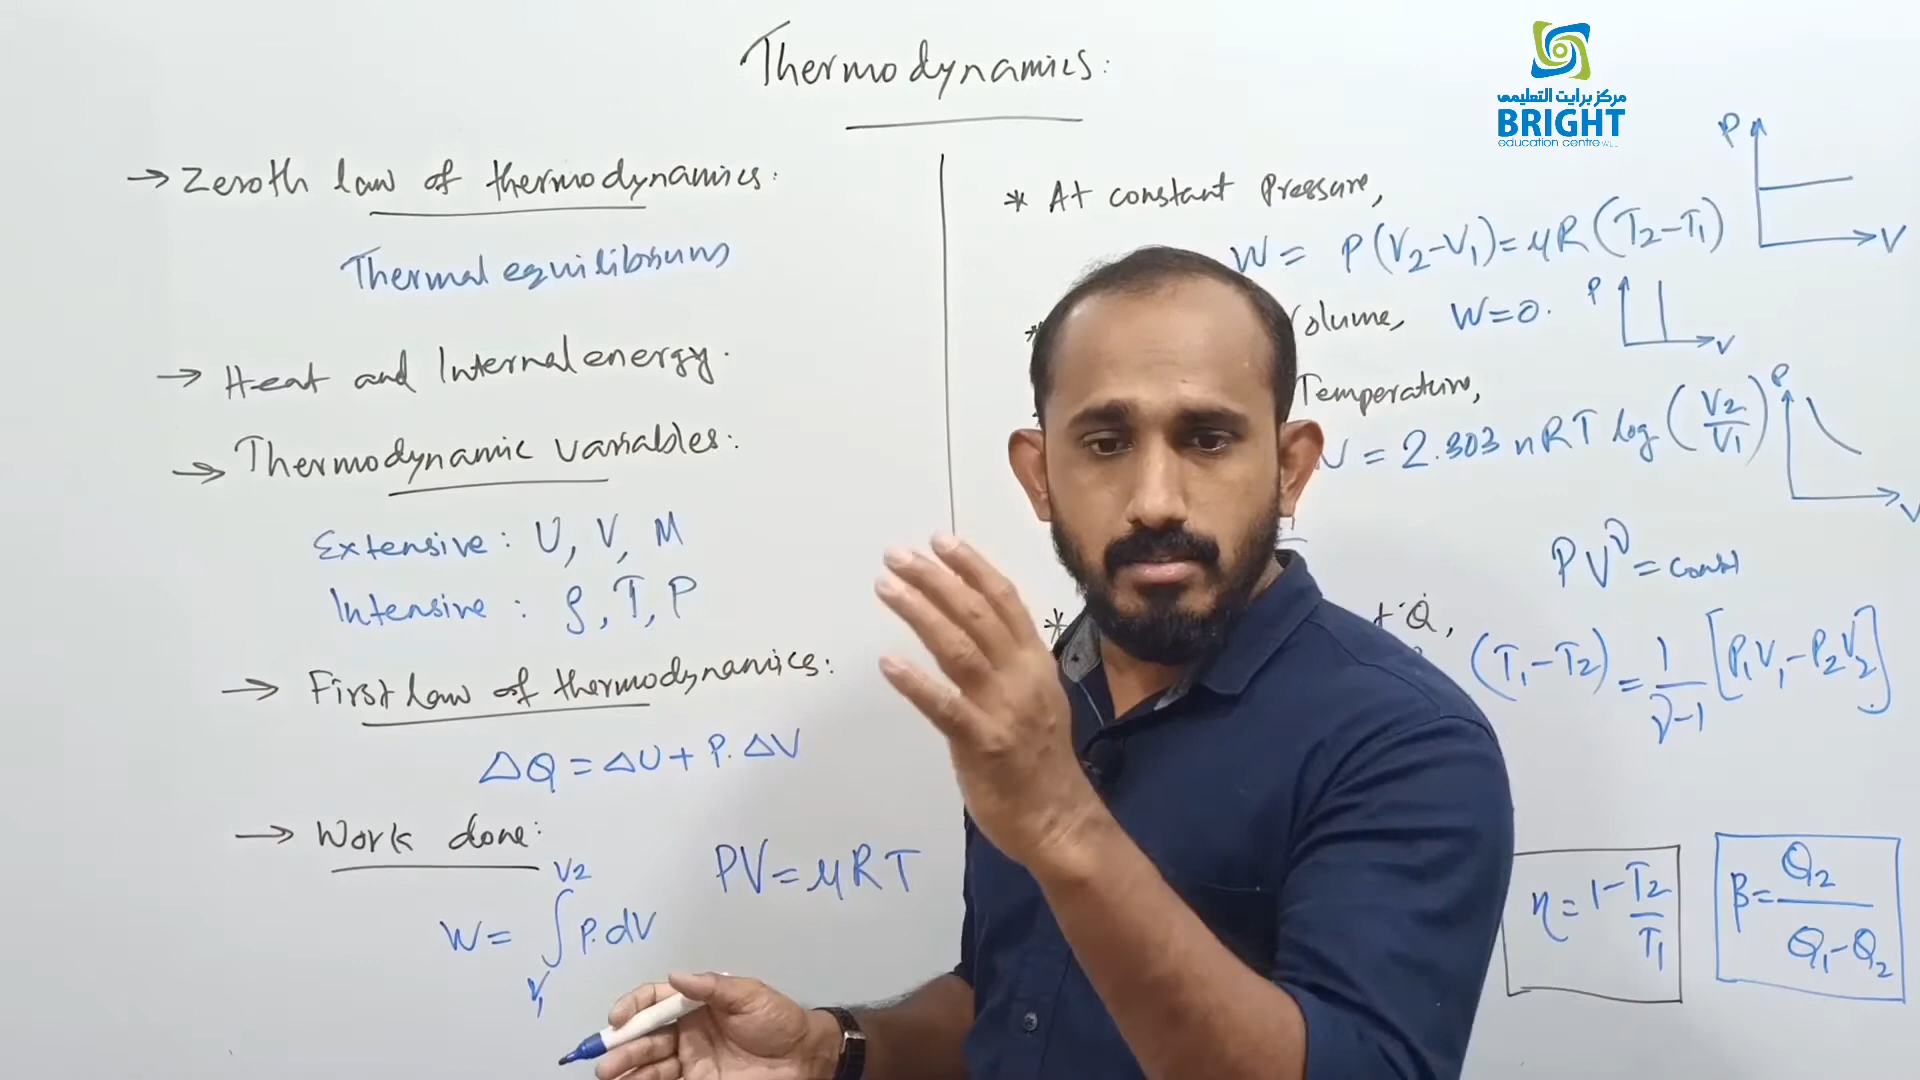 Thermodynamics:
→ Zeroth law of thermodynamics:
Thermal equilibriums
→ Heat and Internal energy.
→ Thermodynamic variables:
Extensive: U, V, M
Intensive: ρ, T, P
→ First law of thermodynamics:
ΔQ = ΔU + P.ΔV
→ Work done:
W = ∫ P.dV
V2
V1
PV = μRT
مركز برايت التعليمي
BRIGHT
education centre W.L.L
* At constant Pressure,
W = P(V2-V1) = μR(T2-T1)
P
V
Volume, W=0.
P
V
Temperature,
W = 2.303 nRT log (V2/V1)
P
V
PV^γ = const
* Q,
(T1-T2) = 1/γ-1 [P1V1-P2V2]
η = 1-T2/T1
β = Q2/Q1-Q2